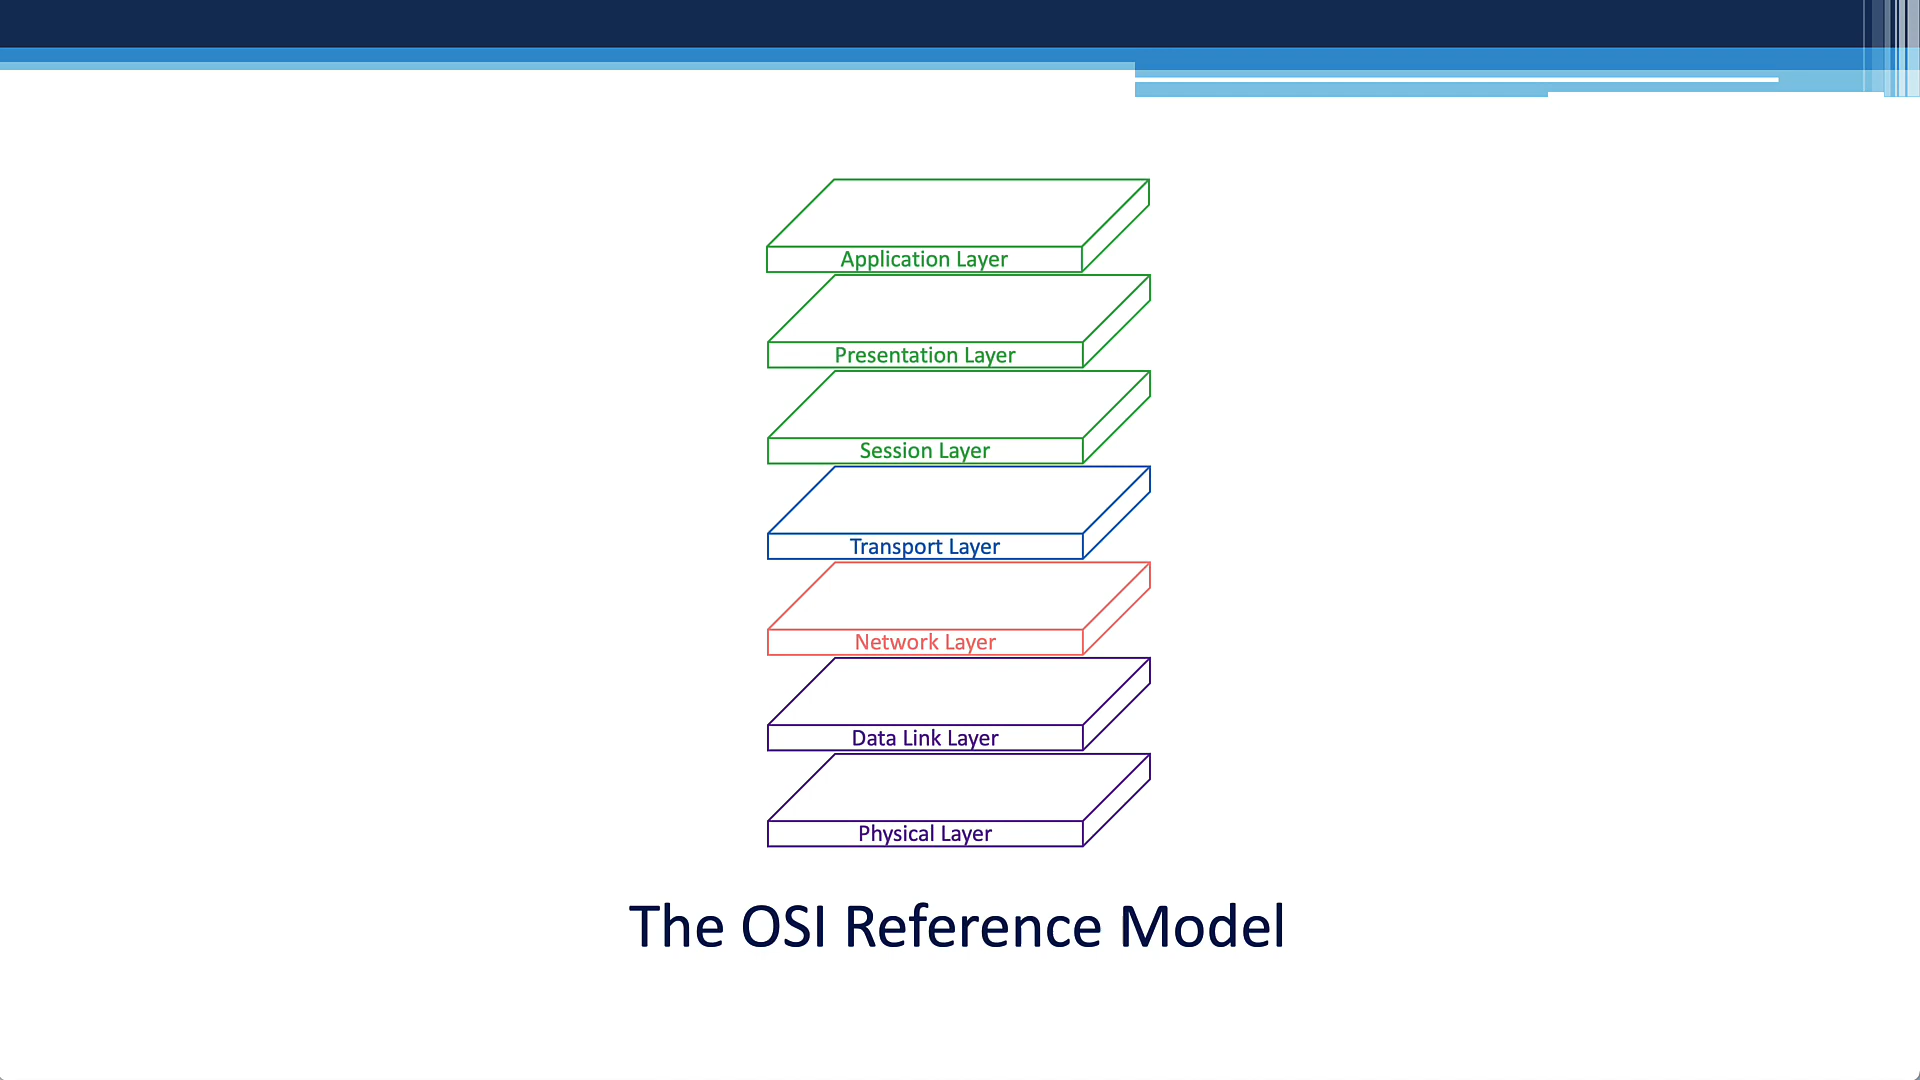 Application Layer
Presentation Layer
Session Layer
Transport Layer
Network Layer
Data Link Layer
Physical Layer
The OSI Reference Model